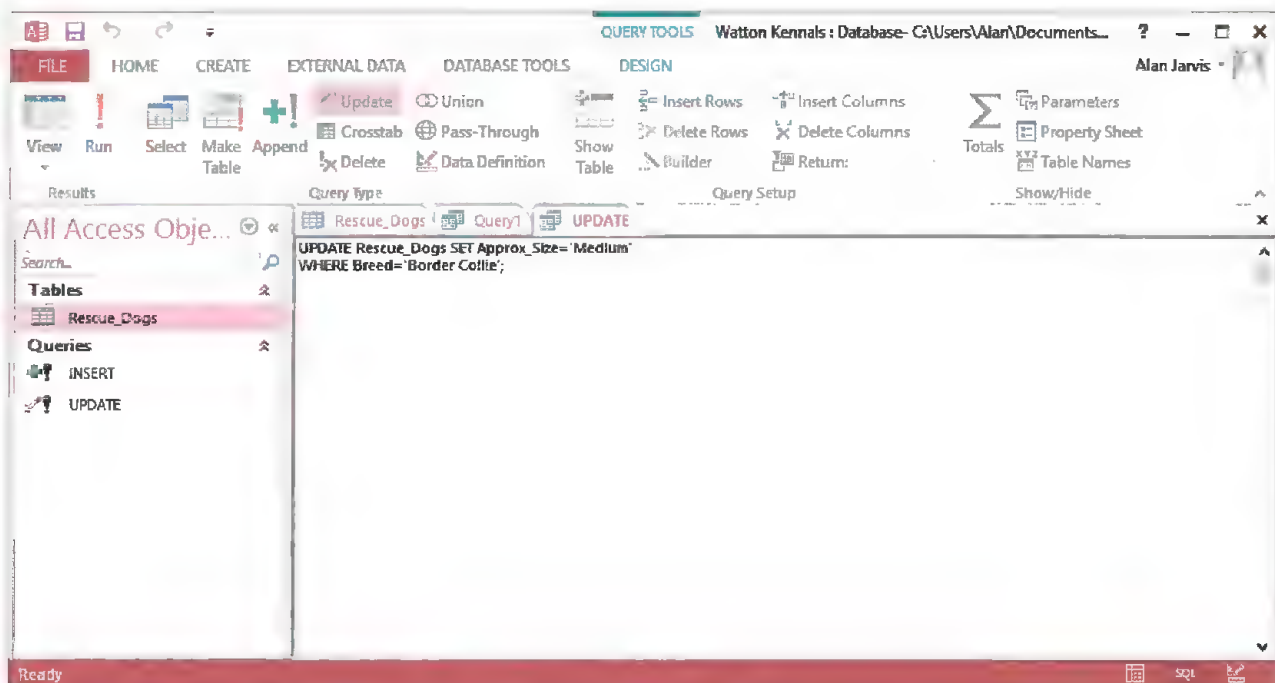 QUERY TOOLS Watton Kennals : Database- C:\Users\Alan\Documents... ?
FILE HOME CREATE EXTERNAL DATA DATABASE TOOLS DESIGN Alan Jarvis
Update Union Insert Rows Insert Columns Parameters
Crosstab Pass-Through Delete Rows Delete Columns Property Sheet
View Run Select Make Table Append Show Table Totals
Delete Data Definition Builder Return: Table Names
Results Query Type Query Setup Show/Hide
All Access Obje... «
Rescue_Dogs Query1 UPDATE
Search...
UPDATE Rescue_Dogs SET Approx_Size='Medium'
WHERE Breed='Border Collie';
Tables
Rescue_Dogs
Queries
INSERT
UPDATE
Ready SQL